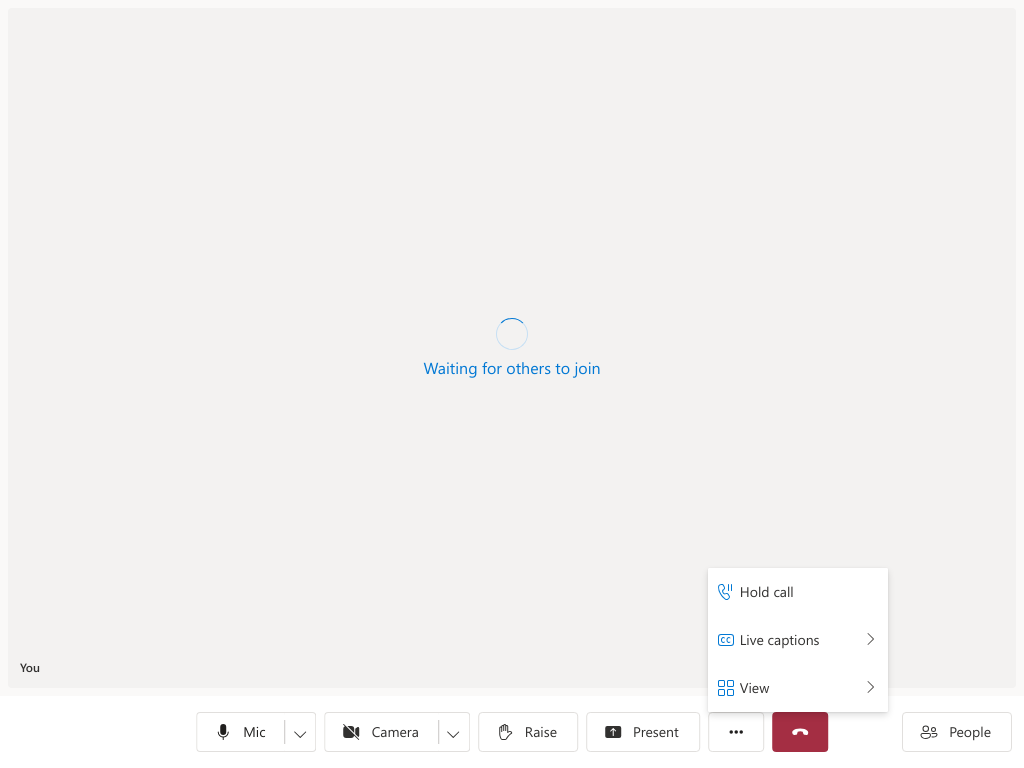 Waiting for others to join
Hold call
Live captions
View
You
Mic
Camera
Raise
Present
People